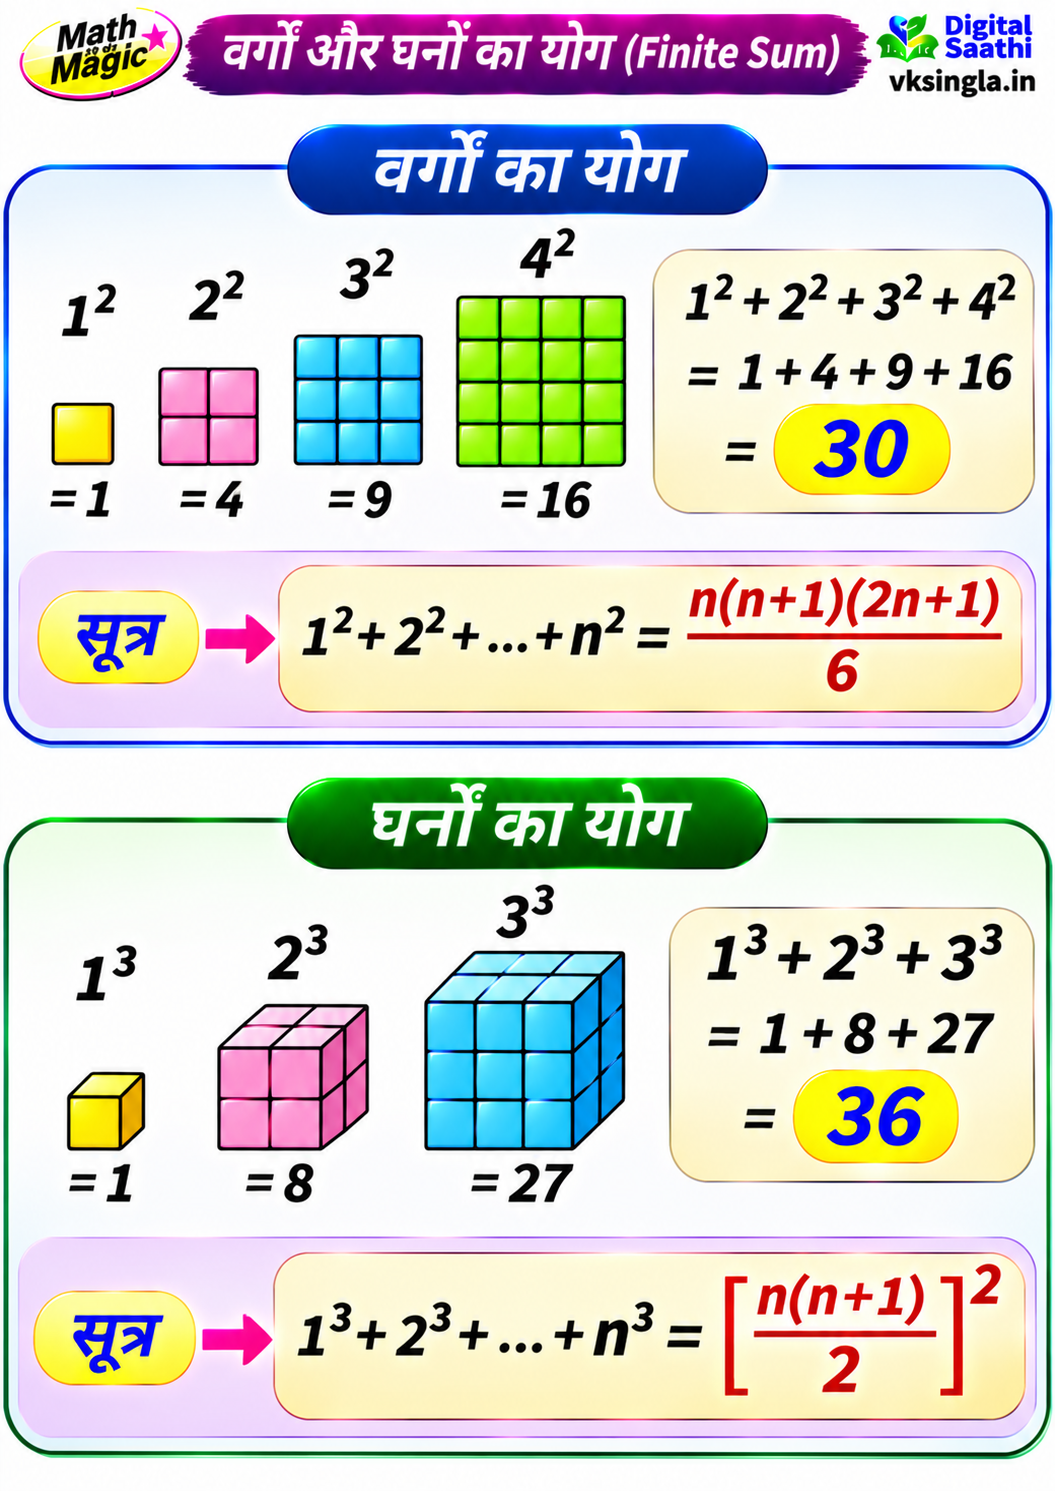 Math
Magic
वर्गों और घनों का योग (Finite Sum)
Digital
Saathi
vksingla.in
वर्गों का योग
1² 2² 3² 4²
= 1 = 4 = 9 = 16
1² + 2² + 3² + 4²
= 1 + 4 + 9 + 16
= 30
सूत्र
1² + 2² + ... + n² = n(n+1)(2n+1)
6
घनों का योग
1³ 2³ 3³
= 1 = 8 = 27
1³ + 2³ + 3³
= 1 + 8 + 27
= 36
सूत्र
1³ + 2³ + ... + n³ = [n(n+1)
2]²